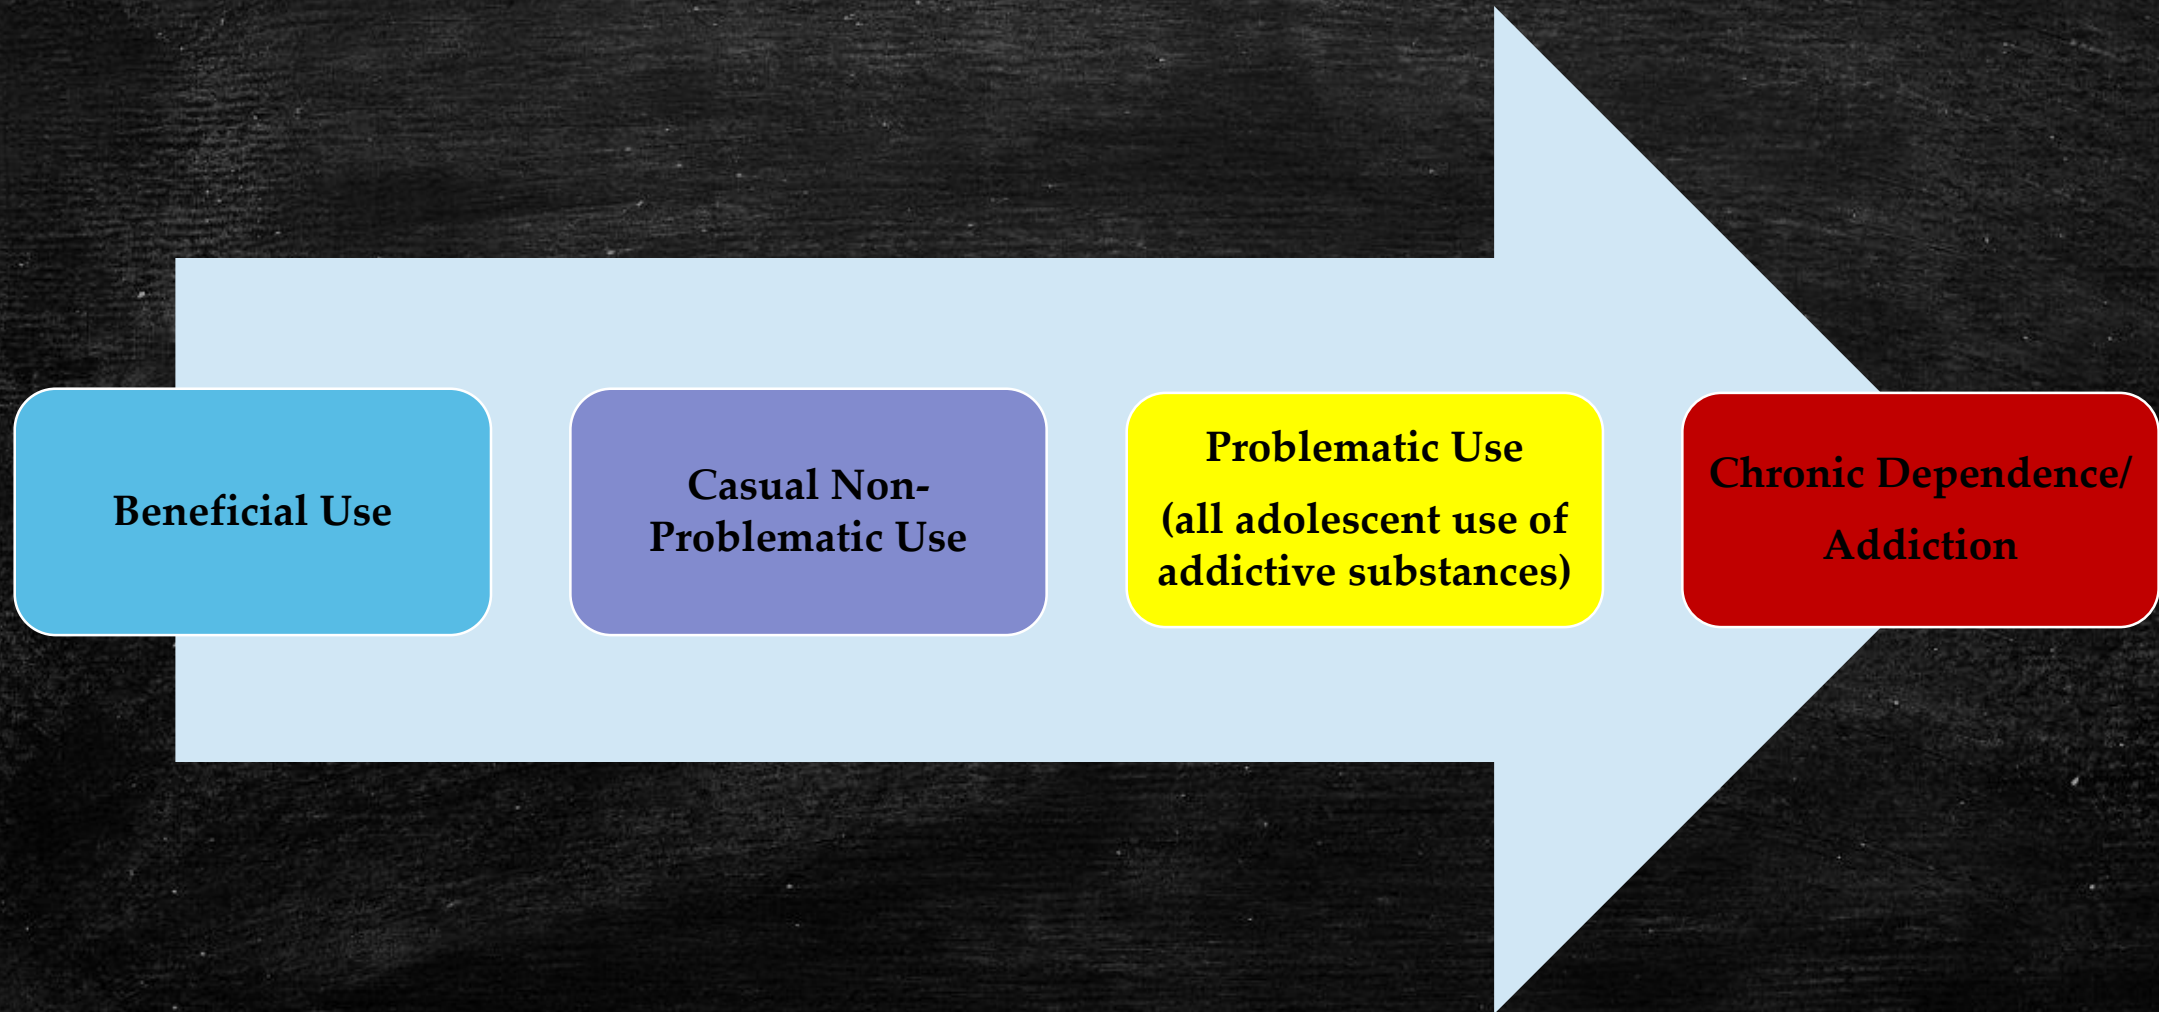 Beneficial Use
Casual Non-
Problematic Use
Problematic Use
(all adolescent use of
addictive substances)
Chronic Dependence/
Addiction